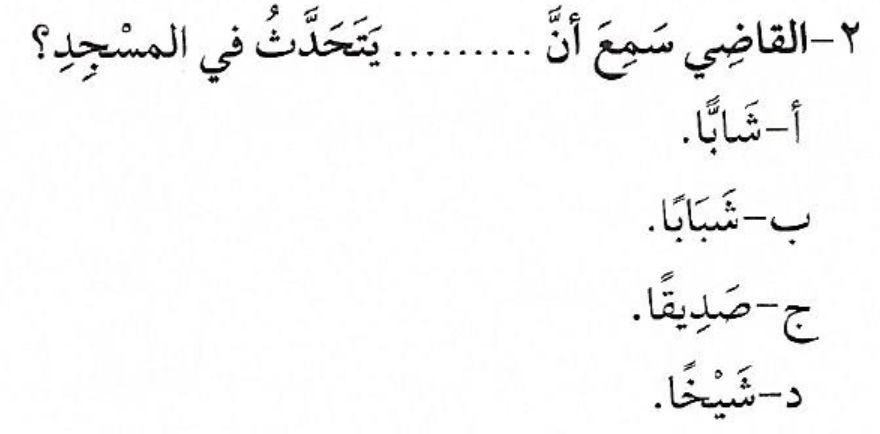 ٢-القاضِي سَمِعَ أنَّ ......... يَتَحَدَّثُ في المسْجِدِ؟
أ-شَابًّا.
ب-شَبَابًا.
ج-صَدِيقًا.
د-شَيْخًا.